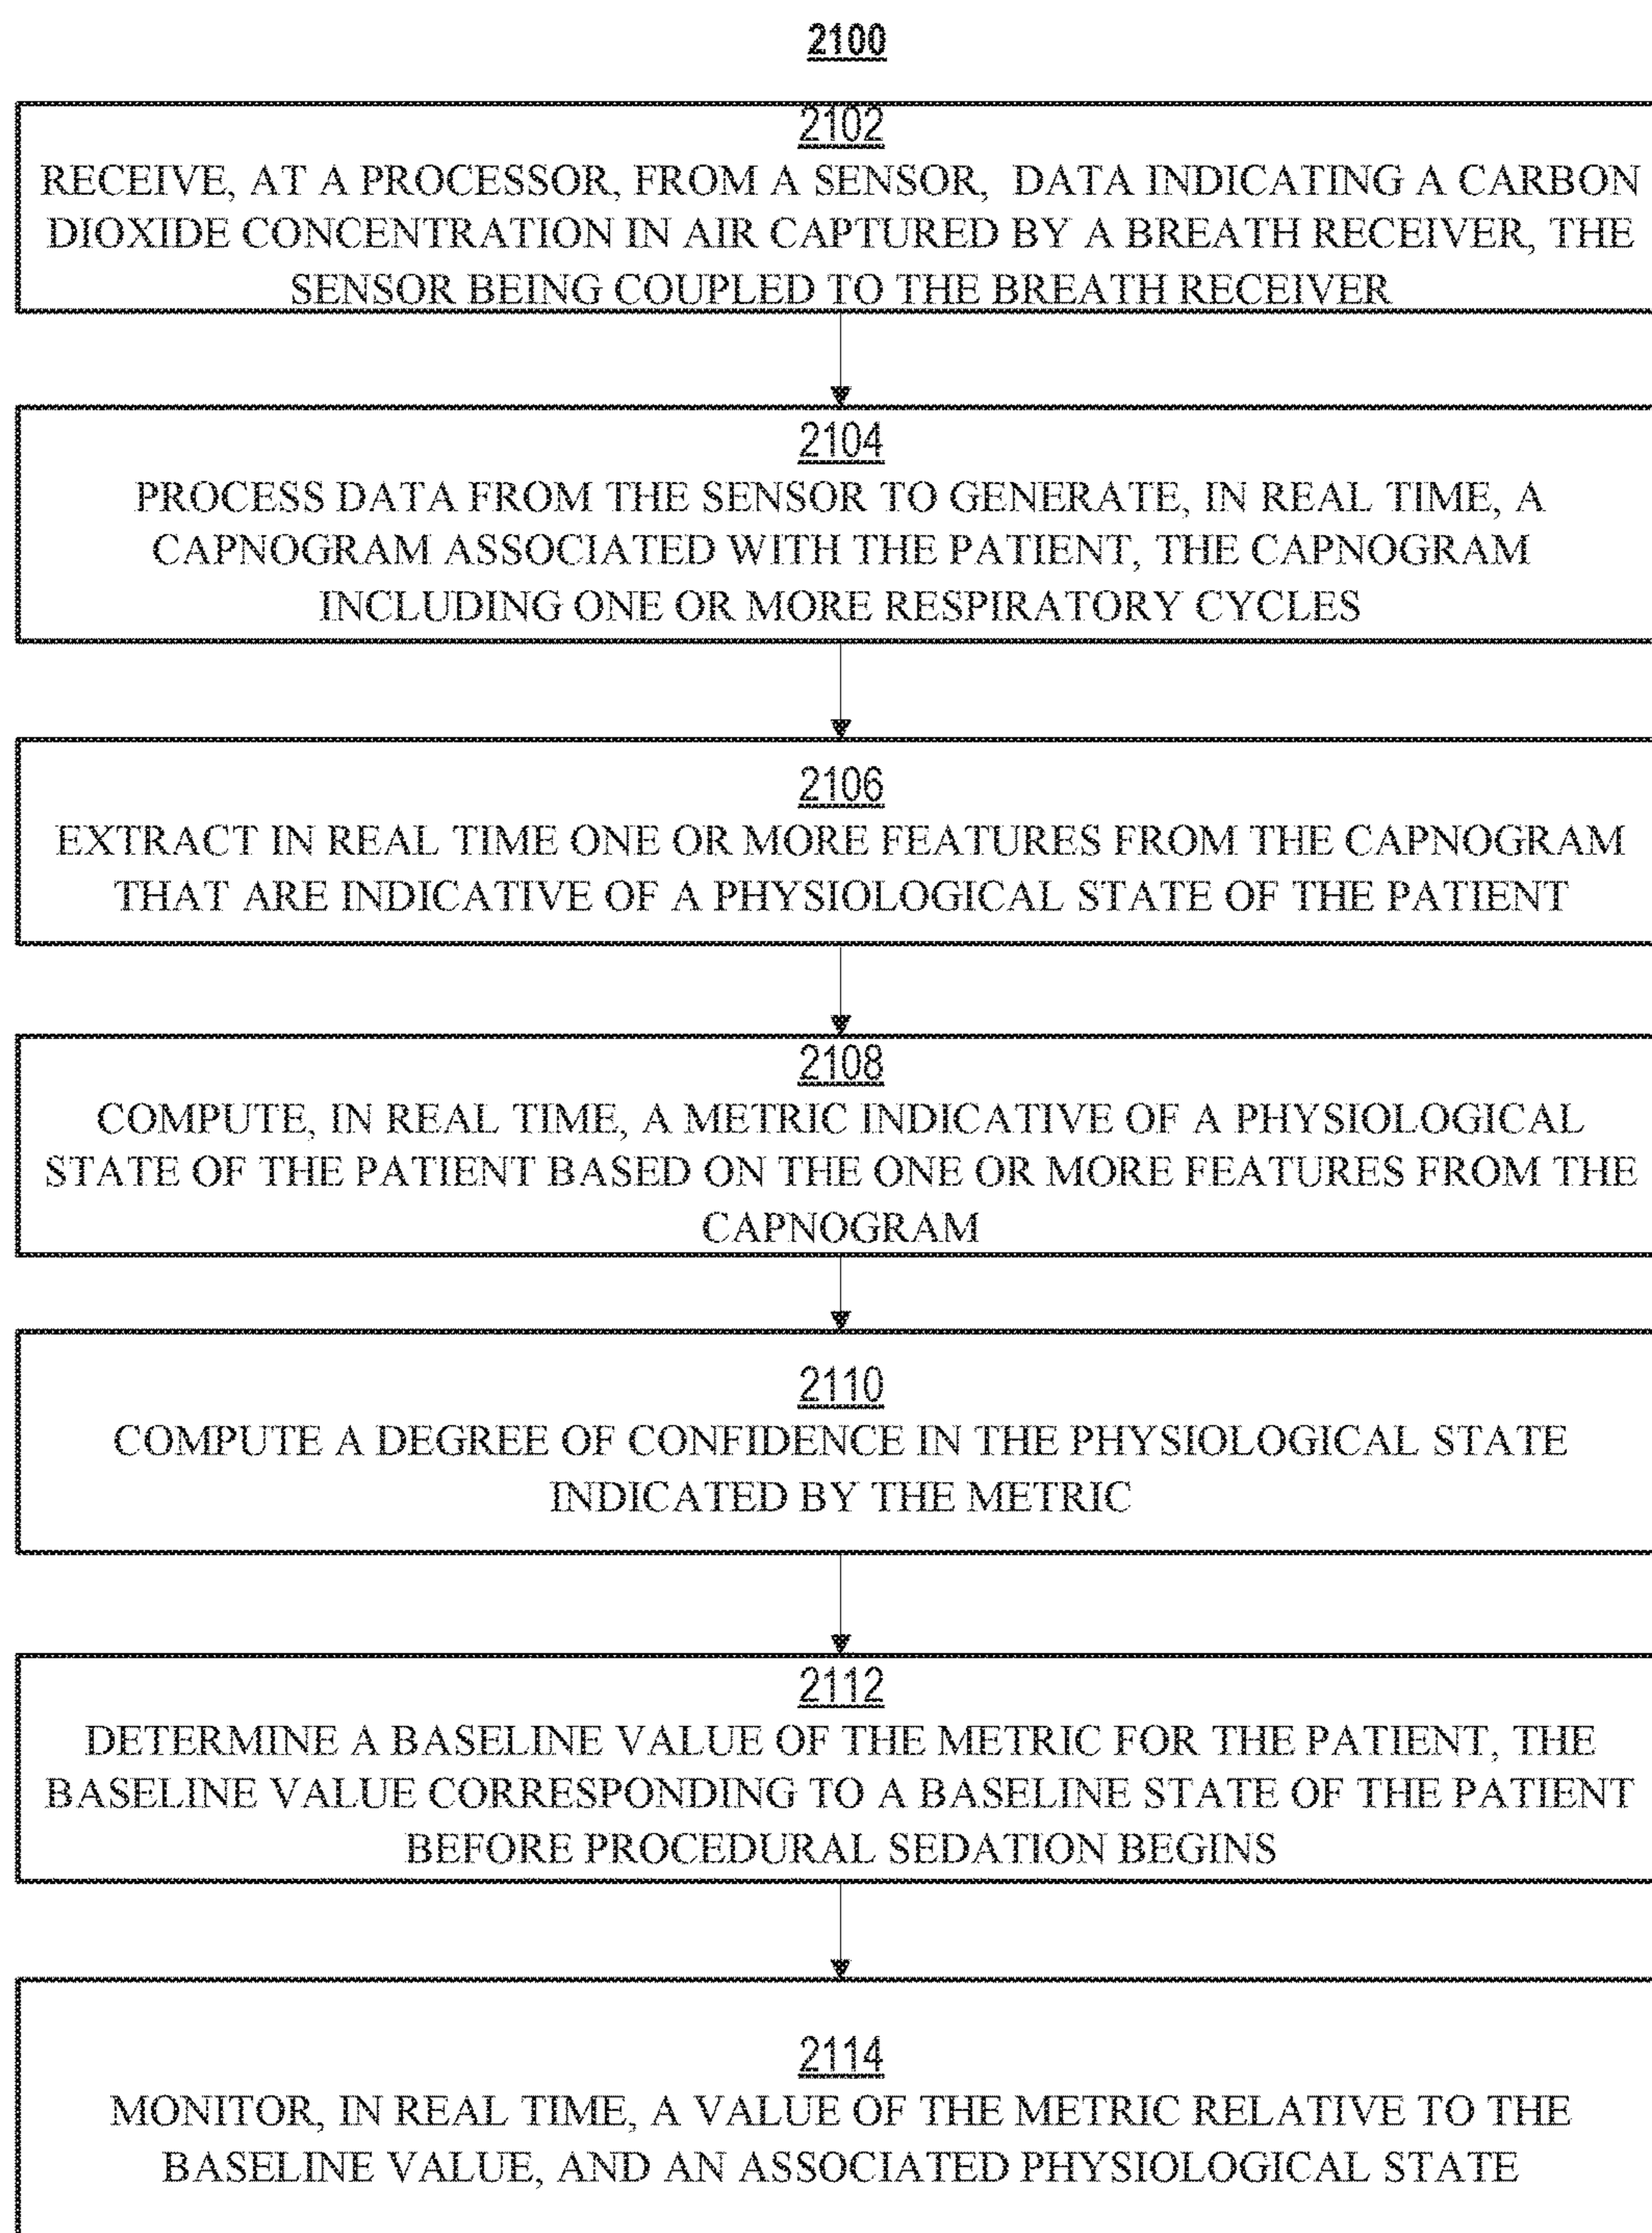 2100
2102
RECEIVE, AT A PROCESSOR, FROM A SENSOR, DATA INDICATING A CARBON
DIOXIDE CONCENTRATION IN AIR CAPTURED BY A BREATH RECEIVER, THE
SENSOR BEING COUPLED TO THE BREATH RECEIVER
2104
PROCESS DATA FROM THE SENSOR TO GENERATE, IN REAL TIME, A
CAPNOGRAM ASSOCIATED WITH THE PATIENT, THE CAPNOGRAM
INCLUDING ONE OR MORE RESPIRATORY CYCLES
2106
EXTRACT IN REAL TIME ONE OR MORE FEATURES FROM THE CAPNOGRAM
THAT ARE INDICATIVE OF A PHYSIOLOGICAL STATE OF THE PATIENT
2108
COMPUTE, IN REAL TIME, A METRIC INDICATIVE OF A PHYSIOLOGICAL
STATE OF THE PATIENT BASED ON THE ONE OR MORE FEATURES FROM THE
CAPNOGRAM
2110
COMPUTE A DEGREE OF CONFIDENCE IN THE PHYSIOLOGICAL STATE
INDICATED BY THE METRIC
2112
DETERMINE A BASELINE VALUE OF THE METRIC FOR THE PATIENT, THE
BASELINE VALUE CORRESPONDING TO A BASELINE STATE OF THE PATIENT
BEFORE PROCEDURAL SEDATION BEGINS
2114
MONITOR, IN REAL TIME, A VALUE OF THE METRIC RELATIVE TO THE
BASELINE VALUE, AND AN ASSOCIATED PHYSIOLOGICAL STATE